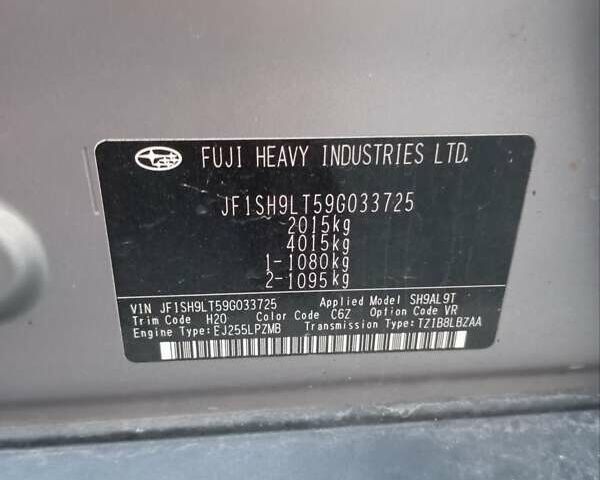 FUJI HEAVY INDUSTRIES LTD.
JF1SH9LT59G033725
2015kg
4015kg
1-1080kg
2-1095kg
VIN JF1SH9LT59G033725 Applied Model SH9AL9T
Trim Code H20 Color Code C6Z Option Code VR
Engine Type:EJ255LPZMB Transmission Type:TZ1B8LBZAA